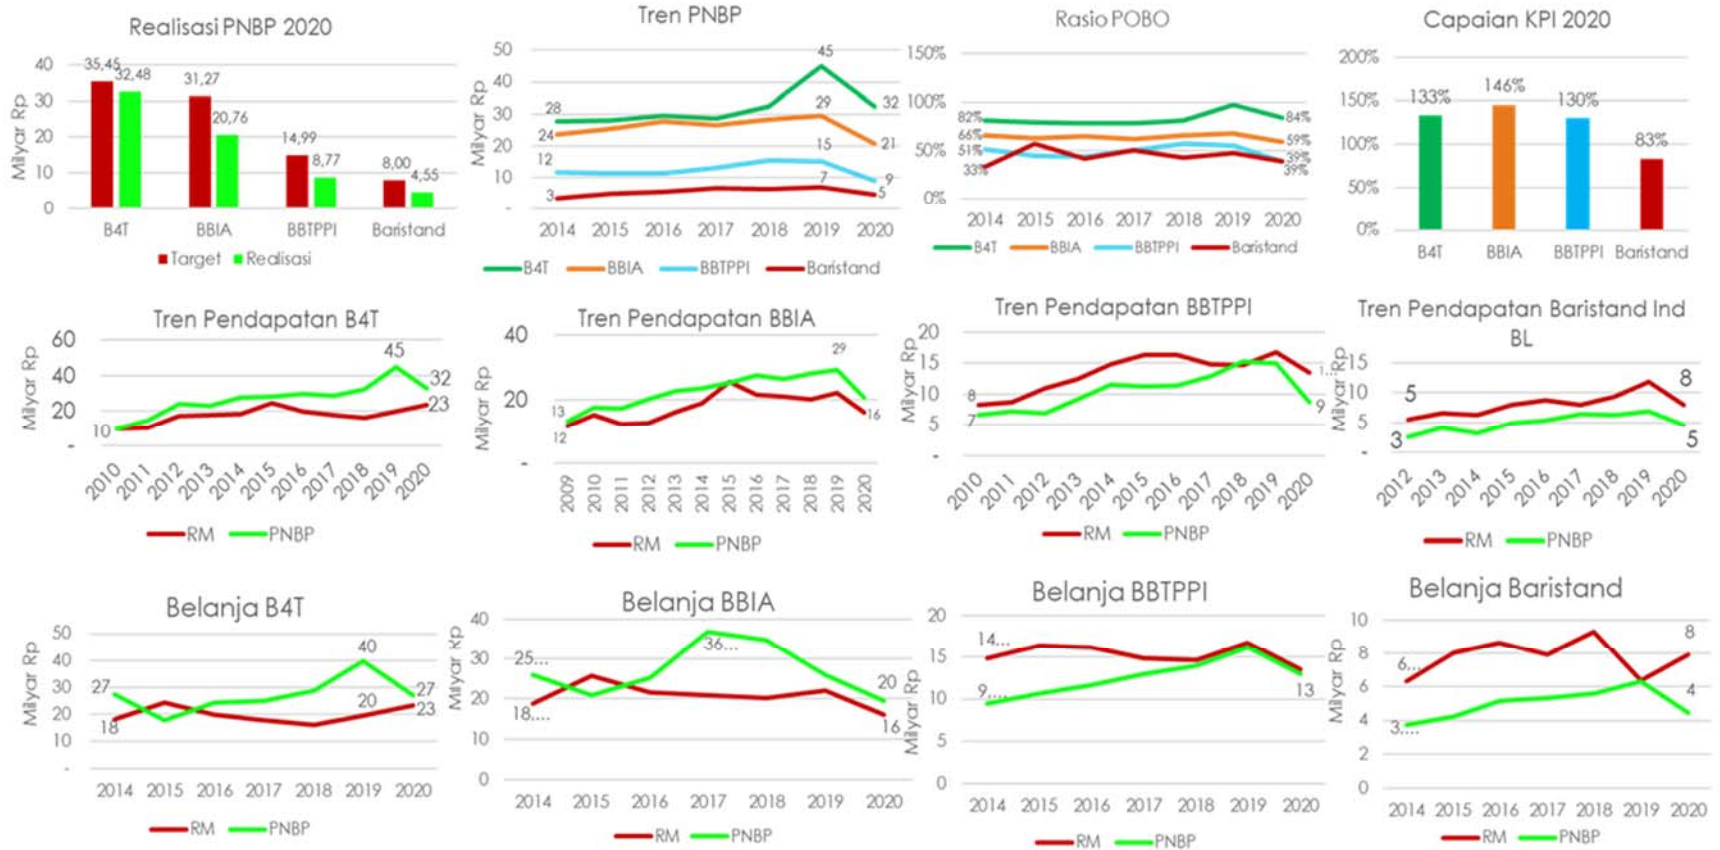 Realisasi PNBP 2020
Milyar Rp
40
30
20
10
0
35,45
32,48
31,27
20,76
14,99
8,77
8,00
4,55
B4T BBIA BBTPPI Baristand
Target Realisasi
Tren PNBP
Milyar Rp
50
40
30
20
10
-
28
24
12
3
45
29
15
7
32
21
9
5
2014 2015 2016 2017 2018 2019 2020
B4T BBIA BBTPPI Baristand
Rasio POBO
150%
100%
50%
0%
82%
66%
51%
33%
84%
59%
39%
39%
2014 2015 2016 2017 2018 2019 2020
B4T BBIA BBTPPI Baristand
Capaian KPI 2020
200%
150%
100%
50%
0%
133%
146%
130%
83%
B4T BBIA BBTPPI Baristand
Tren Pendapatan B4T
Milyar Rp
60
40
20
-
10
45
32
23
2010 2011 2012 2013 2014 2015 2016 2017 2018 2019 2020
RM PNBP
Tren Pendapatan BBIA
Milyar Rp
40
20
-
13
12
29
16
2009 2010 2011 2012 2013 2014 2015 2016 2017 2018 2019 2020
RM PNBP
Tren Pendapatan BBTPPI
Milyar Rp
20
15
10
5
-
8
7
1...
9
2010 2011 2012 2013 2014 2015 2016 2017 2018 2019 2020
RM PNBP
Tren Pendapatan Baristand Ind
BL
Milyar Rp
15
10
5
-
5
3
8
5
2012 2013 2014 2015 2016 2017 2018 2019 2020
RM PNBP
Belanja B4T
Milyar Rp
50
40
30
20
10
-
27
18
40
20
27
23
2014 2015 2016 2017 2018 2019 2020
RM PNBP
Belanja BBIA
Milyar Rp
40
30
20
10
0
25...
18,...
36...
20
16
2014 2015 2016 2017 2018 2019 2020
RM PNBP
Belanja BBTPPI
Milyar Rp
20
15
10
5
0
14...
9,...
13
2014 2015 2016 2017 2018 2019 2020
RM PNBP
Belanja Baristand
Milyar Rp
10
8
6
4
2
0
6...
3,...
8
4
2014 2015 2016 2017 2018 2019 2020
RM PNBP